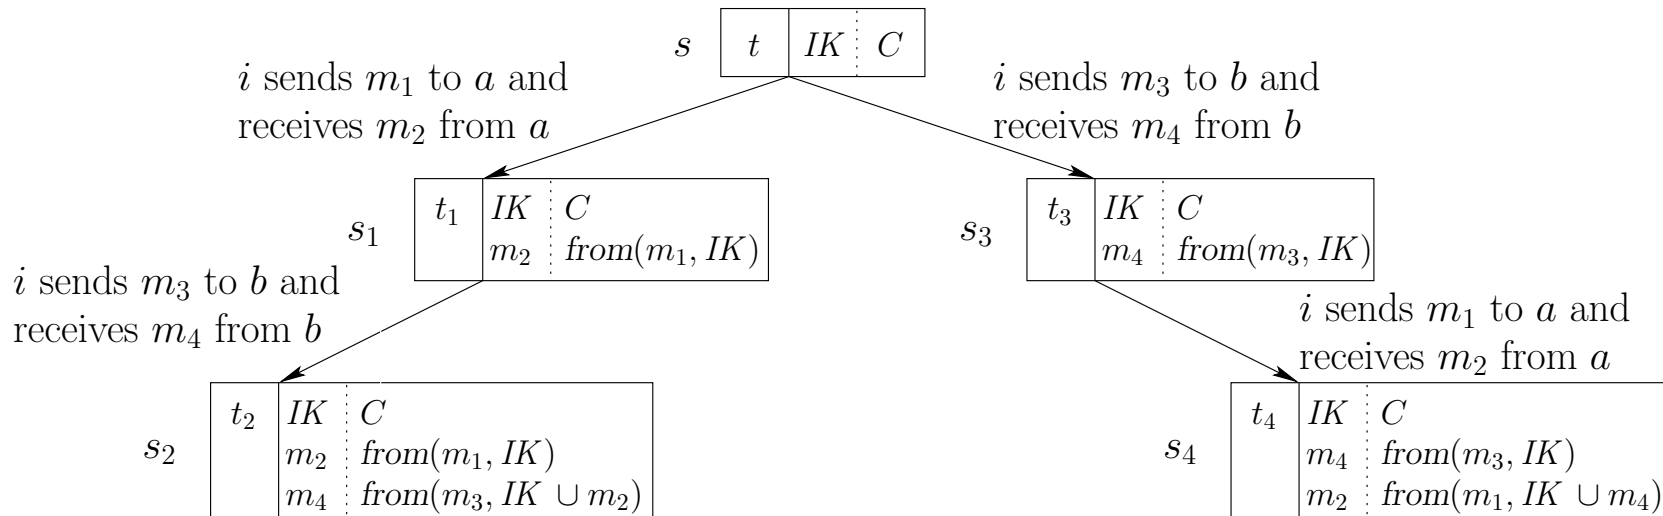 s t IK C
i sends m₁ to a and
receives m₂ from a
i sends m₃ to b and
receives m₄ from b
s₁ t₁ IK C
m₂ from(m₁, IK)
s₃ t₃ IK C
m₄ from(m₃, IK)
i sends m₃ to b and
receives m₄ from b
i sends m₁ to a and
receives m₂ from a
s₂ t₂ IK C
m₂ from(m₁, IK)
m₄ from(m₃, IK ∪ m₂)
s₄ t₄ IK C
m₄ from(m₃, IK)
m₂ from(m₁, IK ∪ m₄)